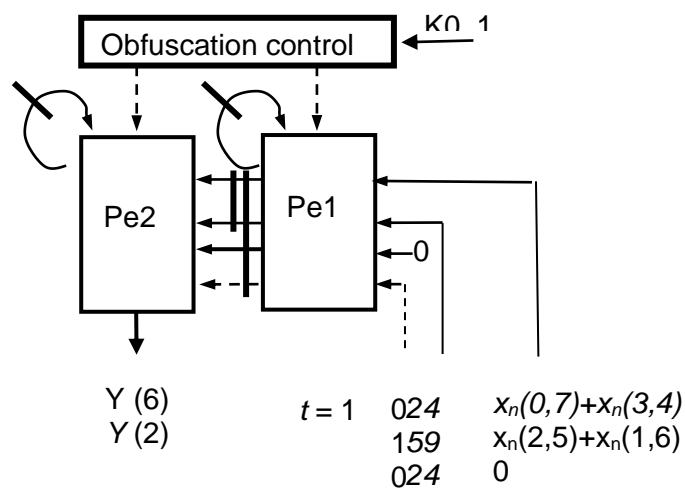 K0 1
Obfuscation control
Pe2
Pe1
0
Y (6)
Y(2)
t = 1
024 xₙ(0,7)+xₙ(3,4)
159 xₙ(2,5)+xₙ(1,6)
024 0